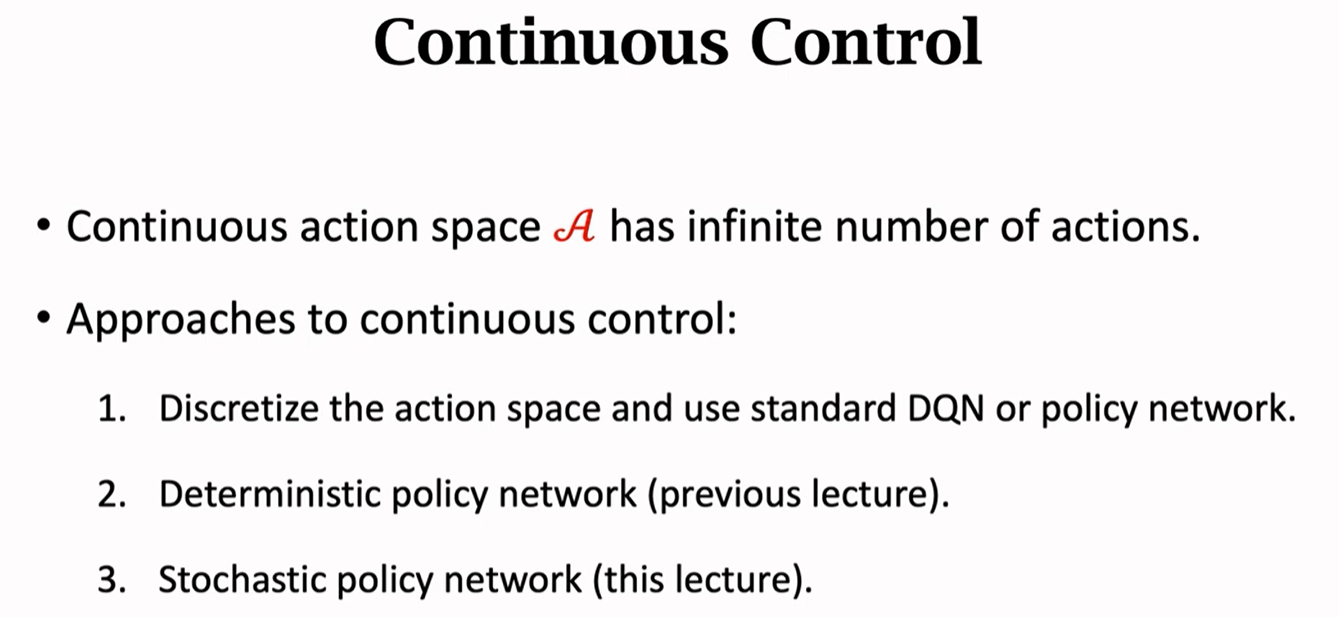 Continuous Control
• Continuous action space 𝒜 has infinite number of actions.
• Approaches to continuous control:
1. Discretize the action space and use standard DQN or policy network.
2. Deterministic policy network (previous lecture).
3. Stochastic policy network (this lecture).